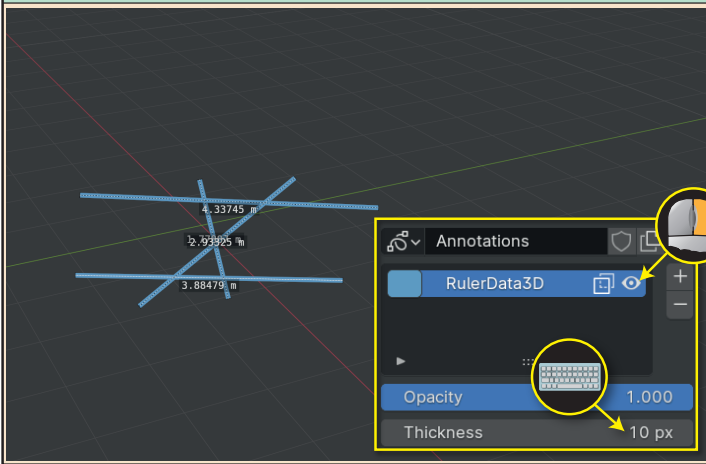 4.33745 m
2.93325 m
3.88479 m
Annotations
RulerData3D
Opacity 1.000
Thickness 10 px